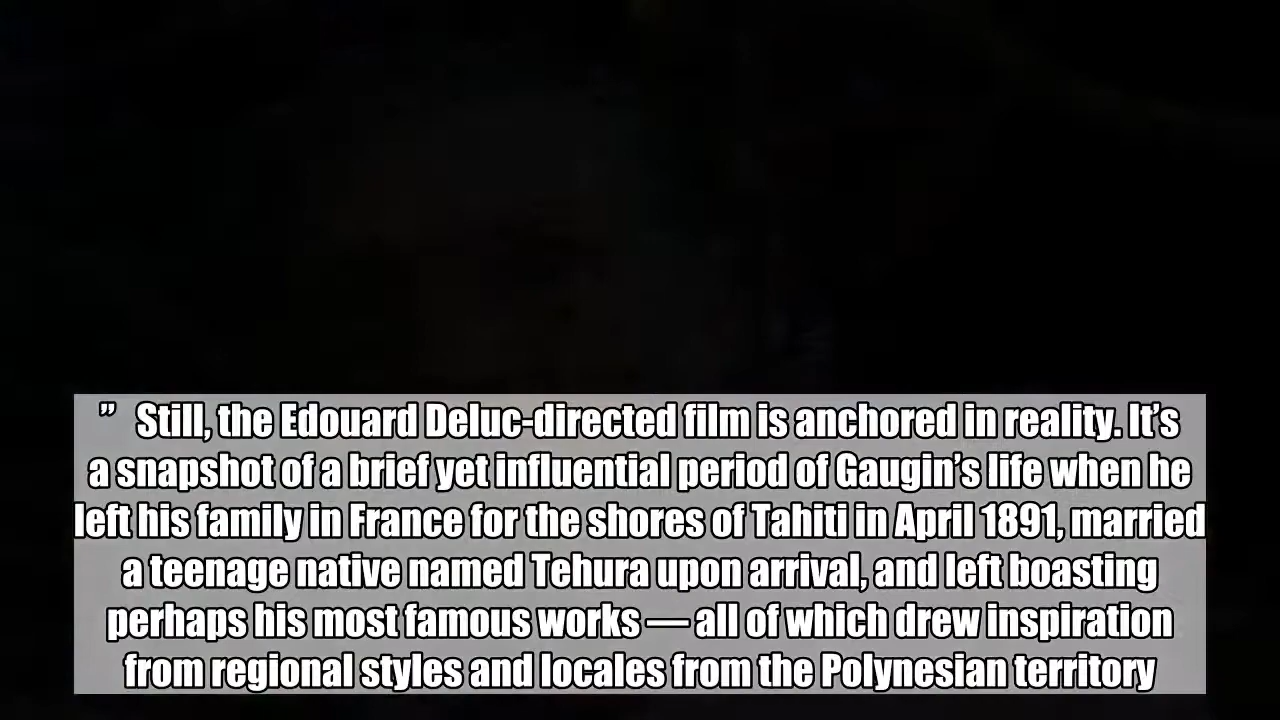 ” Still, the Edouard Deluc-directed film is anchored in reality. It’s
a snapshot of a brief yet influential period of Gaugin’s life when he
left his family in France for the shores of Tahiti in April 1891, married
a teenage native named Tehura upon arrival, and left boasting
perhaps his most famous works — all of which drew inspiration
from regional styles and locales from the Polynesian territory